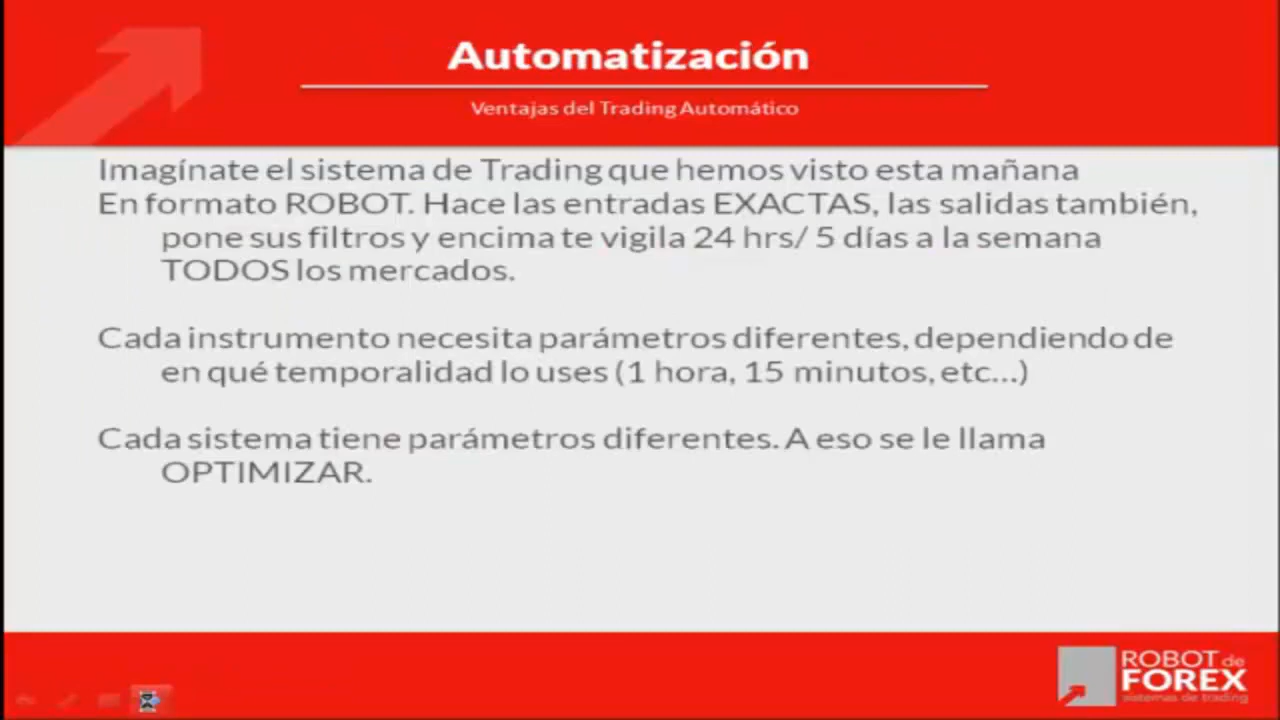 Automatización
Ventajas del Trading Automático
Imagínate el sistema de Trading que hemos visto esta mañana
En formato ROBOT. Hace las entradas EXACTAS, las salidas también,
pone sus filtros y encima te vigila 24 hrs/ 5 días a la semana
TODOS los mercados.
Cada instrumento necesita parámetros diferentes, dependiendo de
en qué temporalidad lo uses (1 hora, 15 minutos, etc...)
Cada sistema tiene parámetros diferentes. A eso se le llama
OPTIMIZAR.
ROBOT de
FOREX
sistemas de trading